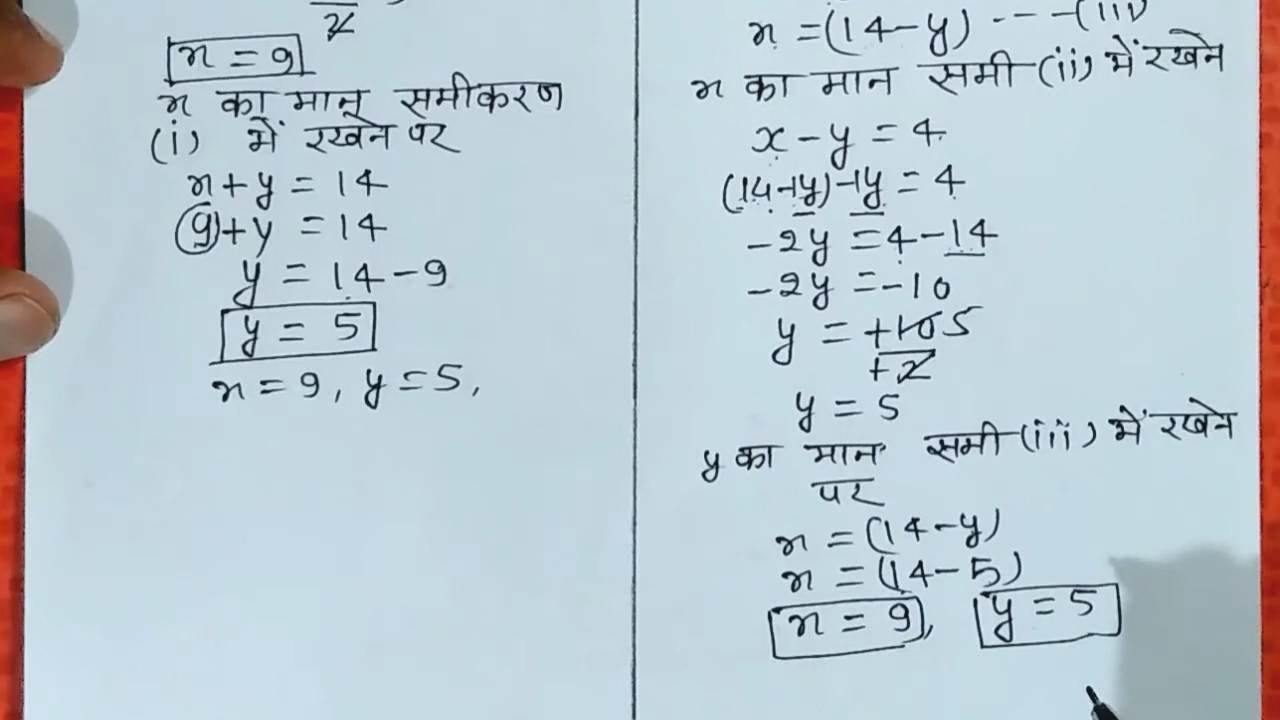 2
x = 9
x का मान समीकरण
(i) में रखने पर
x + y = 14
9 + y = 14
y = 14 - 9
y = 5
x = 9, y = 5,
x = (14 - y) ---- (iii)
x का मान समी (ii) में रखने
x - y = 4
(14 - y) - y = 4
-2y = 4 - 14
-2y = -10
y = +10 5
+2
y = 5
y का मान समी (iii) में रखने
पर
x = (14 - y)
x = (14 - 5)
x = 9, y = 5